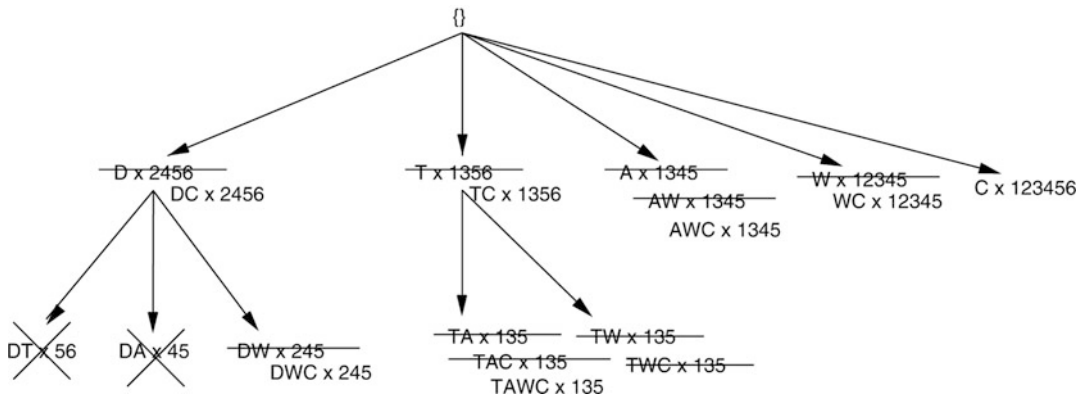 {}
D x 2456
DC x 2456
T x 1356
TC x 1356
A x 1345
AW x 1345
AWC x 1345
W x 12345
WC x 12345
C x 123456
DT x 56
DA x 45
DW x 245
DWC x 245
TA x 135
TAC x 135
TAWC x 135
TW x 135
TWC x 135